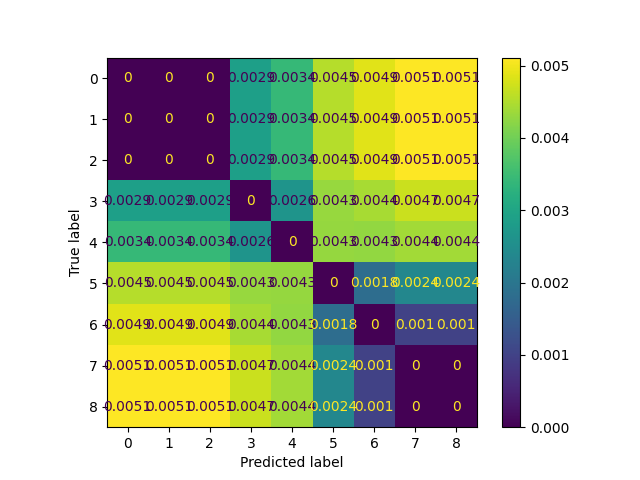 0 0 0 0 0.0029 0.0034 0.0045 0.0049 0.0051 0.0051 0.005
1 0 0 0 0.0029 0.0034 0.0045 0.0049 0.0051 0.0051 0.004
2 0 0 0 0.0029 0.0034 0.0045 0.0049 0.0051 0.0051
3 0.0029 0.0029 0.0029 0 0.0026 0.0043 0.0044 0.0047 0.0047 0.003
True label
4 0.0034 0.0034 0.0034 0.0026 0 0.0043 0.0043 0.0044 0.0044
5 0.0045 0.0045 0.0045 0.0043 0.0043 0 0.0018 0.0024 0.0024 0.002
6 0.0049 0.0049 0.0049 0.0044 0.0043 0.0018 0 0.001 0.001 0.001
7 0.0051 0.0051 0.0051 0.0047 0.0044 0.0024 0.001 0 0
8 0.0051 0.0051 0.0051 0.0047 0.0044 0.0024 0.001 0 0 0.000
0 1 2 3 4 5 6 7 8
Predicted label